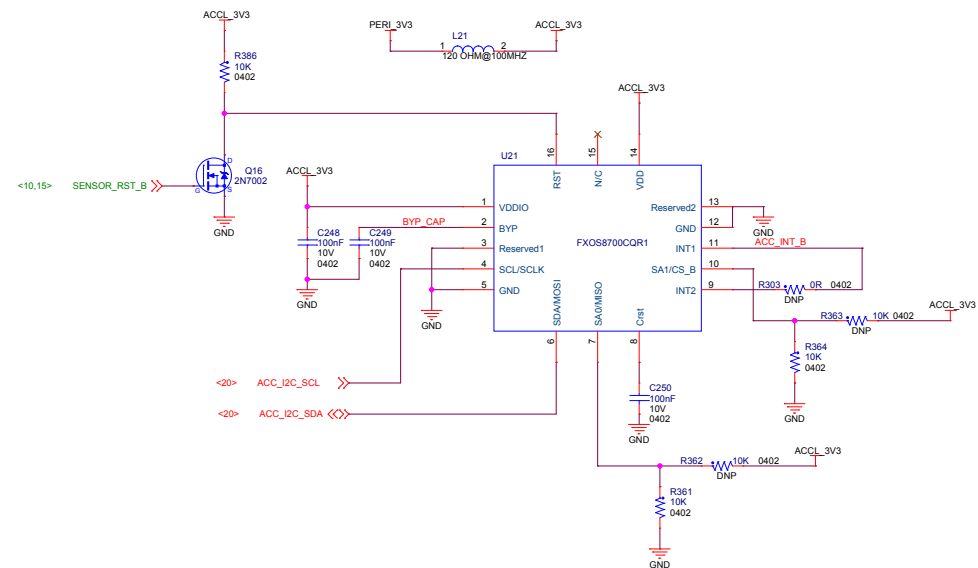 ACCL_3V3
R386
10K
0402
PERI_3V3
L21
1
2
120 OHM@100MHZ
ACCL_3V3
ACCL_3V3
<10,15>
SENSOR_RST_B
Q16
2N7002
D
G
S
GND
ACCL_3V3
C248
100nF
10V
0402
C249
100nF
10V
0402
GND
BYP_CAP
GND
U21
FXOS8700CQR1
16
RST
15
N/C
14
VDD
1
VDDIO
2
BYP
3
Reserved1
4
SCL/SCLK
5
GND
6
SDA/MOSI
7
SA0/MISO
8
Crst
13
Reserved2
12
GND
11
INT1
10
SA1/CS_B
9
INT2
GND
ACC_INT_B
R303
0R
0402
DNP
R363
10K
0402
DNP
ACCL_3V3
R364
10K
0402
GND
<20>
ACC_I2C_SCL
<20>
ACC_I2C_SDA
C250
100nF
10V
0402
GND
R362
10K
0402
DNP
ACCL_3V3
R361
10K
0402
GND